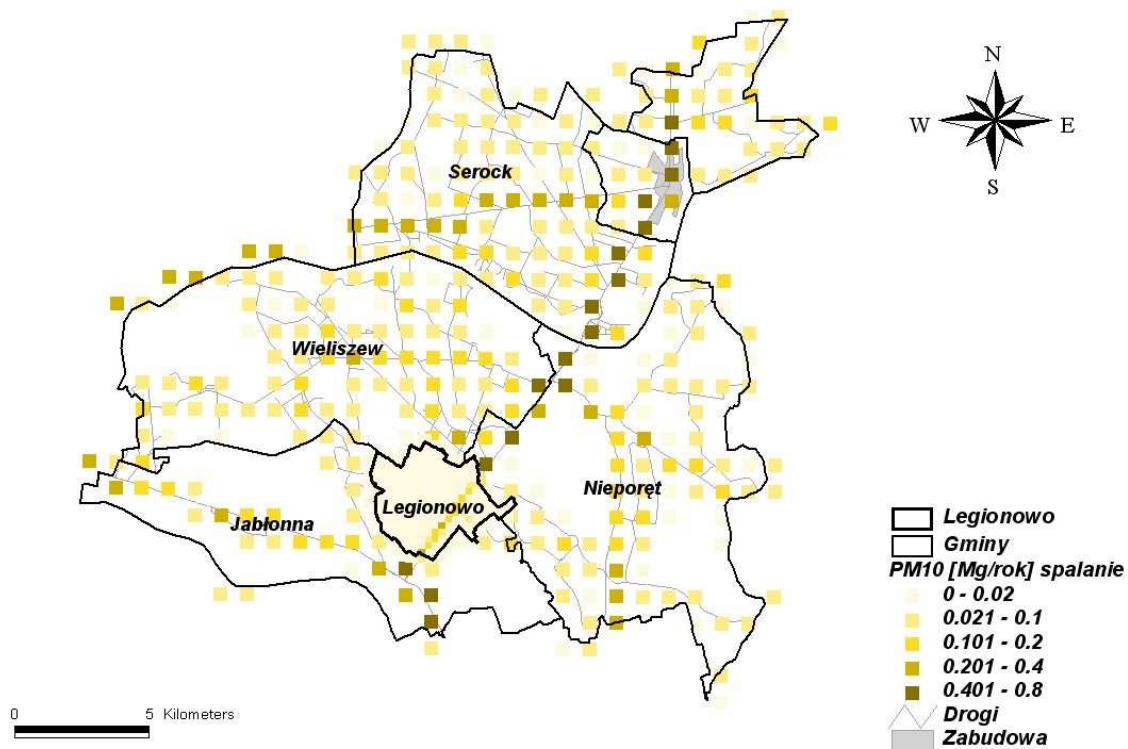 N
W E
S
Serock
Wieliszew
Nieporęt
Legionowo
Jabłonna
Legionowo
Gminy
PM10 [Mg/rok] spalanie
0 - 0.02
0.021 - 0.1
0.101 - 0.2
0.201 - 0.4
0.401 - 0.8
Drogi
Zabudowa
0 5 Kilometers